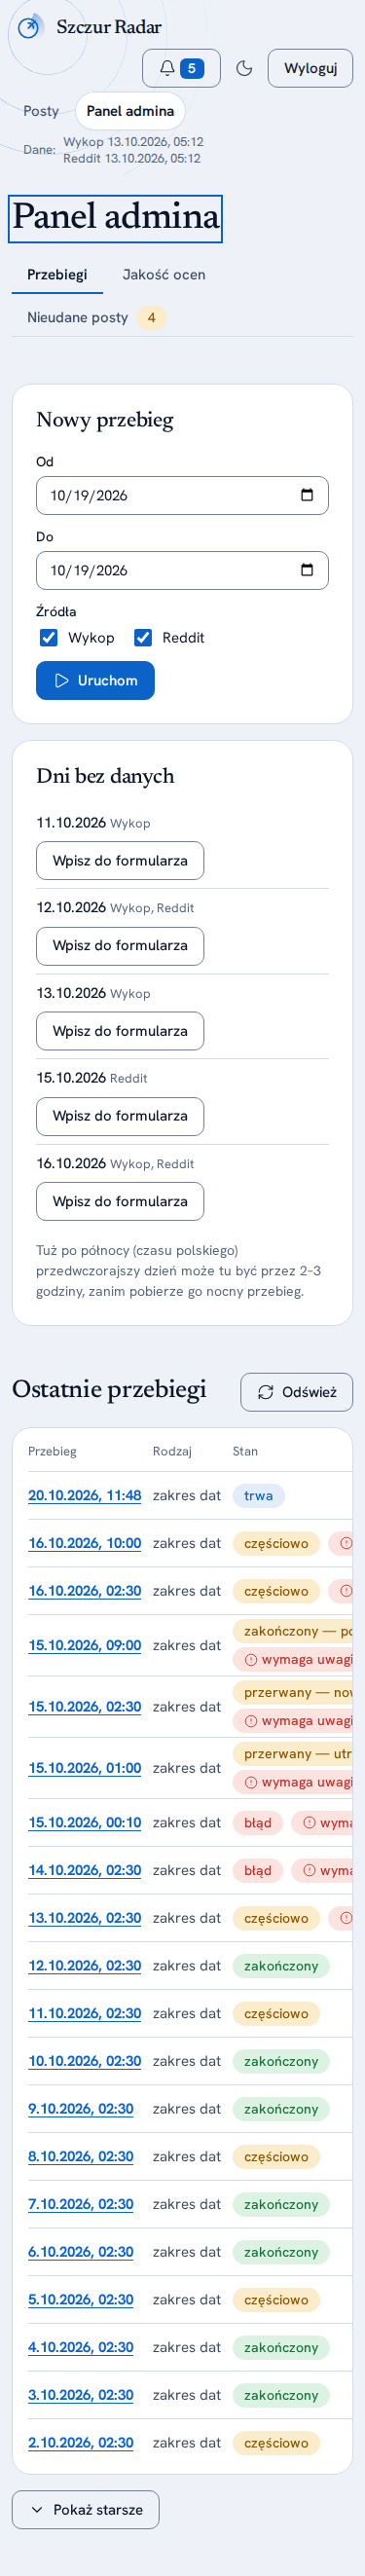 Szczur Radar
5
Wyloguj
Posty
Panel admina
Dane:
Wykop 13.10.2026, 05:12
Reddit 13.10.2026, 05:12
Panel admina
Przebiegi
Jakość ocen
Nieudane posty 4
Nowy przebieg
Od
10/19/2026
Do
10/19/2026
Źródła
Wykop
Reddit
Uruchom
Dni bez danych
11.10.2026 Wykop
Wpisz do formularza
12.10.2026 Wykop, Reddit
Wpisz do formularza
13.10.2026 Wykop
Wpisz do formularza
15.10.2026 Reddit
Wpisz do formularza
16.10.2026 Wykop, Reddit
Wpisz do formularza
Tuż po północy (czasu polskiego)
przedwczorajszy dzień może tu być przez 2–3
godziny, zanim pobierze go nocny przebieg.
Ostatnie przebiegi
Odśwież
Przebieg Rodzaj Stan
20.10.2026, 11:48 zakres dat trwa
16.10.2026, 10:00 zakres dat częściowo
16.10.2026, 02:30 zakres dat częściowo
15.10.2026, 09:00 zakres dat zakończony — po
wymaga uwagi
15.10.2026, 02:30 zakres dat przerwany — now
wymaga uwagi
15.10.2026, 01:00 zakres dat przerwany — utr
wymaga uwagi
15.10.2026, 00:10 zakres dat błąd wyma
14.10.2026, 02:30 zakres dat błąd wyma
13.10.2026, 02:30 zakres dat częściowo
12.10.2026, 02:30 zakres dat zakończony
11.10.2026, 02:30 zakres dat częściowo
10.10.2026, 02:30 zakres dat zakończony
9.10.2026, 02:30 zakres dat zakończony
8.10.2026, 02:30 zakres dat częściowo
7.10.2026, 02:30 zakres dat zakończony
6.10.2026, 02:30 zakres dat zakończony
5.10.2026, 02:30 zakres dat częściowo
4.10.2026, 02:30 zakres dat zakończony
3.10.2026, 02:30 zakres dat zakończony
2.10.2026, 02:30 zakres dat częściowo
Pokaż starsze